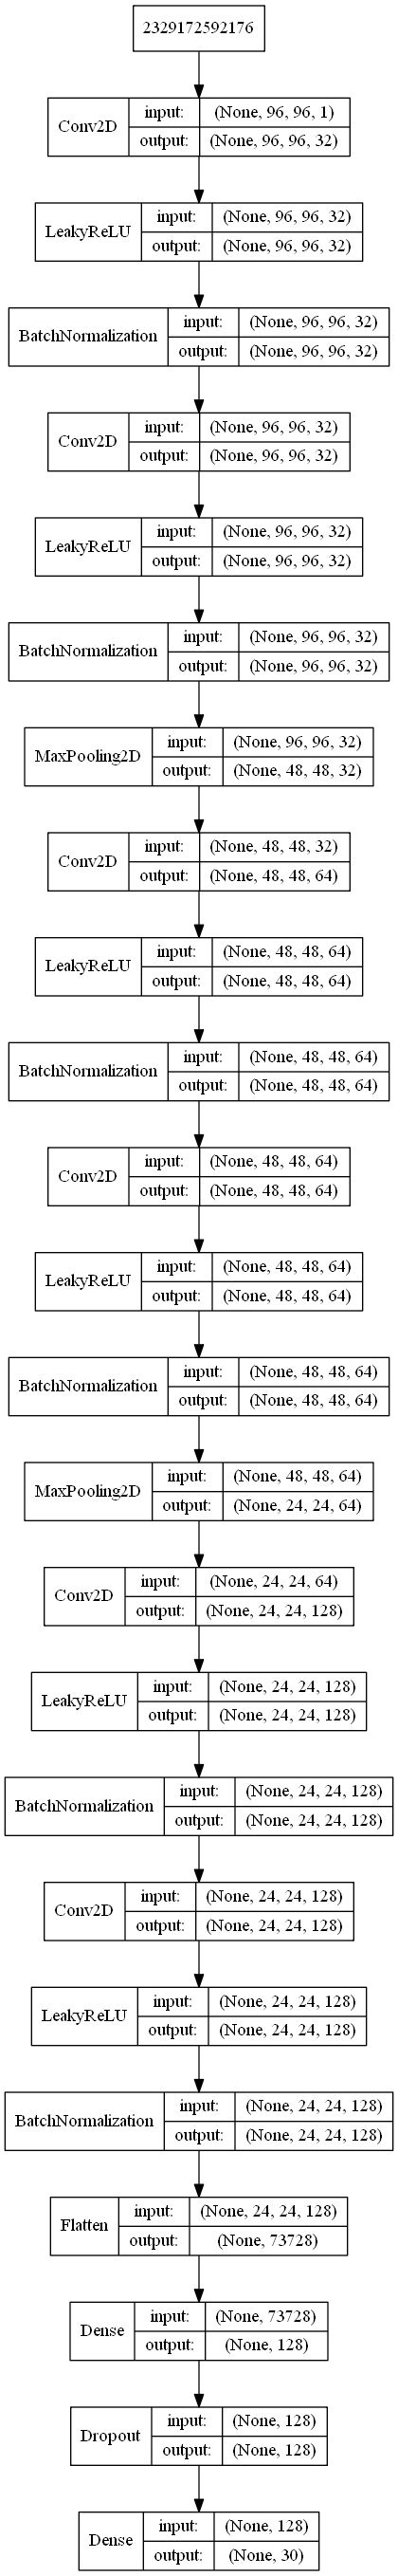 2329172592176
Conv2D input: (None, 96, 96, 1)
output: (None, 96, 96, 32)
LeakyReLU input: (None, 96, 96, 32)
output: (None, 96, 96, 32)
BatchNormalization input: (None, 96, 96, 32)
output: (None, 96, 96, 32)
Conv2D input: (None, 96, 96, 32)
output: (None, 96, 96, 32)
LeakyReLU input: (None, 96, 96, 32)
output: (None, 96, 96, 32)
BatchNormalization input: (None, 96, 96, 32)
output: (None, 96, 96, 32)
MaxPooling2D input: (None, 96, 96, 32)
output: (None, 48, 48, 32)
Conv2D input: (None, 48, 48, 32)
output: (None, 48, 48, 64)
LeakyReLU input: (None, 48, 48, 64)
output: (None, 48, 48, 64)
BatchNormalization input: (None, 48, 48, 64)
output: (None, 48, 48, 64)
Conv2D input: (None, 48, 48, 64)
output: (None, 48, 48, 64)
LeakyReLU input: (None, 48, 48, 64)
output: (None, 48, 48, 64)
BatchNormalization input: (None, 48, 48, 64)
output: (None, 48, 48, 64)
MaxPooling2D input: (None, 48, 48, 64)
output: (None, 24, 24, 64)
Conv2D input: (None, 24, 24, 64)
output: (None, 24, 24, 128)
LeakyReLU input: (None, 24, 24, 128)
output: (None, 24, 24, 128)
BatchNormalization input: (None, 24, 24, 128)
output: (None, 24, 24, 128)
Conv2D input: (None, 24, 24, 128)
output: (None, 24, 24, 128)
LeakyReLU input: (None, 24, 24, 128)
output: (None, 24, 24, 128)
BatchNormalization input: (None, 24, 24, 128)
output: (None, 24, 24, 128)
Flatten input: (None, 24, 24, 128)
output: (None, 73728)
Dense input: (None, 73728)
output: (None, 128)
Dropout input: (None, 128)
output: (None, 128)
Dense input: (None, 128)
output: (None, 30)